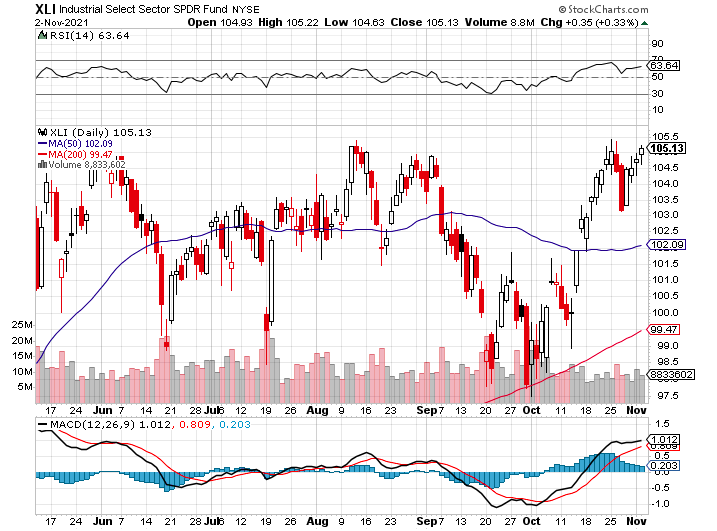 XLI Industrial Select Sector SPDR Fund NYSE © StockCharts.com
2-Nov-2021 Open 104.93 High 105.22 Low 104.63 Close 105.13 Volume 8.8M Chg +0.35 (+0.33%)
RSI(14) 63.64
90
70
63.64
50
30
10
XLI (Daily) 105.13
MA(50) 102.09
MA(200) 99.47
Volume 8,833,602
105.5
105.13
104.5
104.0
103.5
103.0
102.5
102.09
101.5
101.0
100.5
100.0
99.47
99.0
98.5
8833602
97.5
25M
20M
15M
10M
5M
17 24 Jun 7 14 21 28 Jul 6 12 19 26 Aug 9 16 23 Sep 7 13 20 27 Oct 11 18 25 Nov
MACD(12,26,9) 1.012, 0.809, 0.203
1.5
1.012
0.809
0.203
-0.5
-1.0
17 24 Jun 7 14 21 28 Jul 6 12 19 26 Aug 9 16 23 Sep 7 13 20 27 Oct 11 18 25 Nov